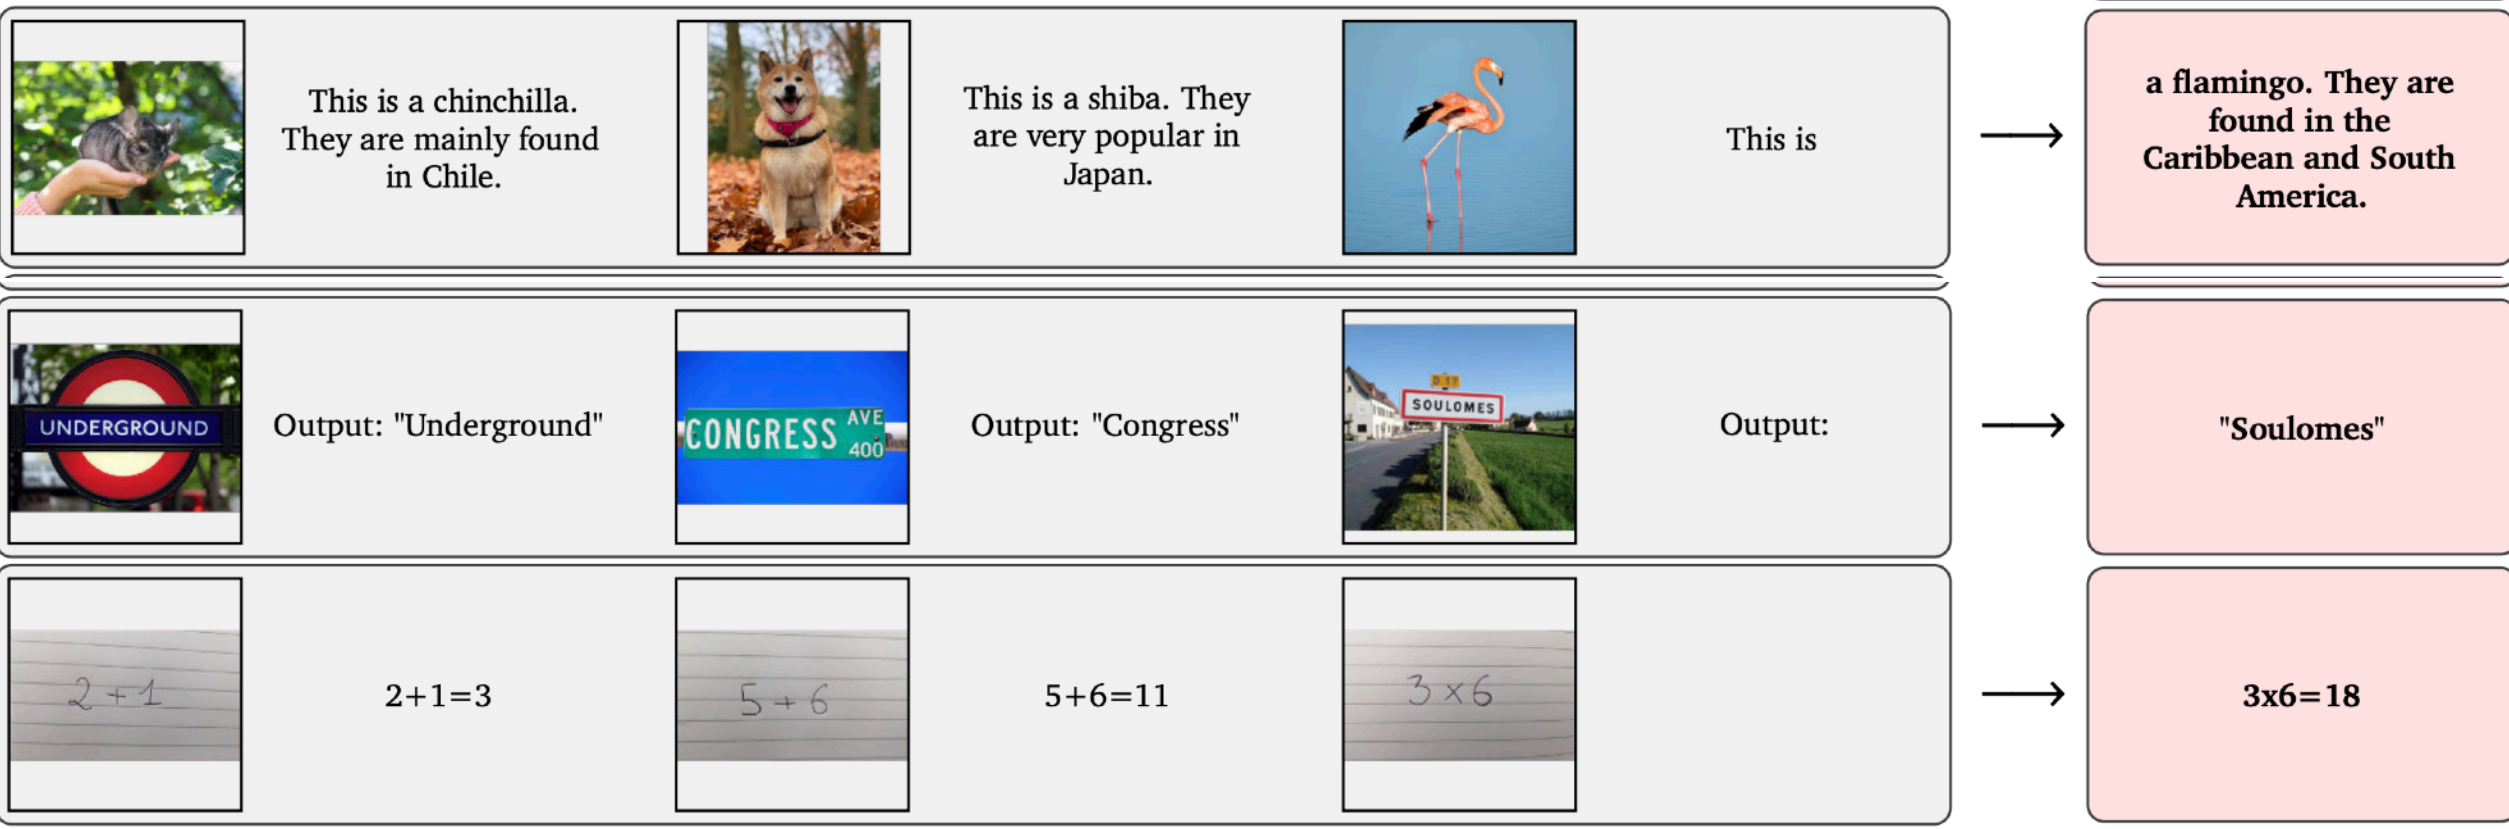 This is a chinchilla.
They are mainly found
in Chile.
This is a shiba. They
are very popular in
Japan.
This is
a flamingo. They are
found in the
Caribbean and South
America.
UNDERGROUND
Output: "Underground"
CONGRESS AVE
400
Output: "Congress"
D 17
SOULOMES
Output:
"Soulomes"
2+1
2+1=3
5+6
5+6=11
3x6
3x6=18